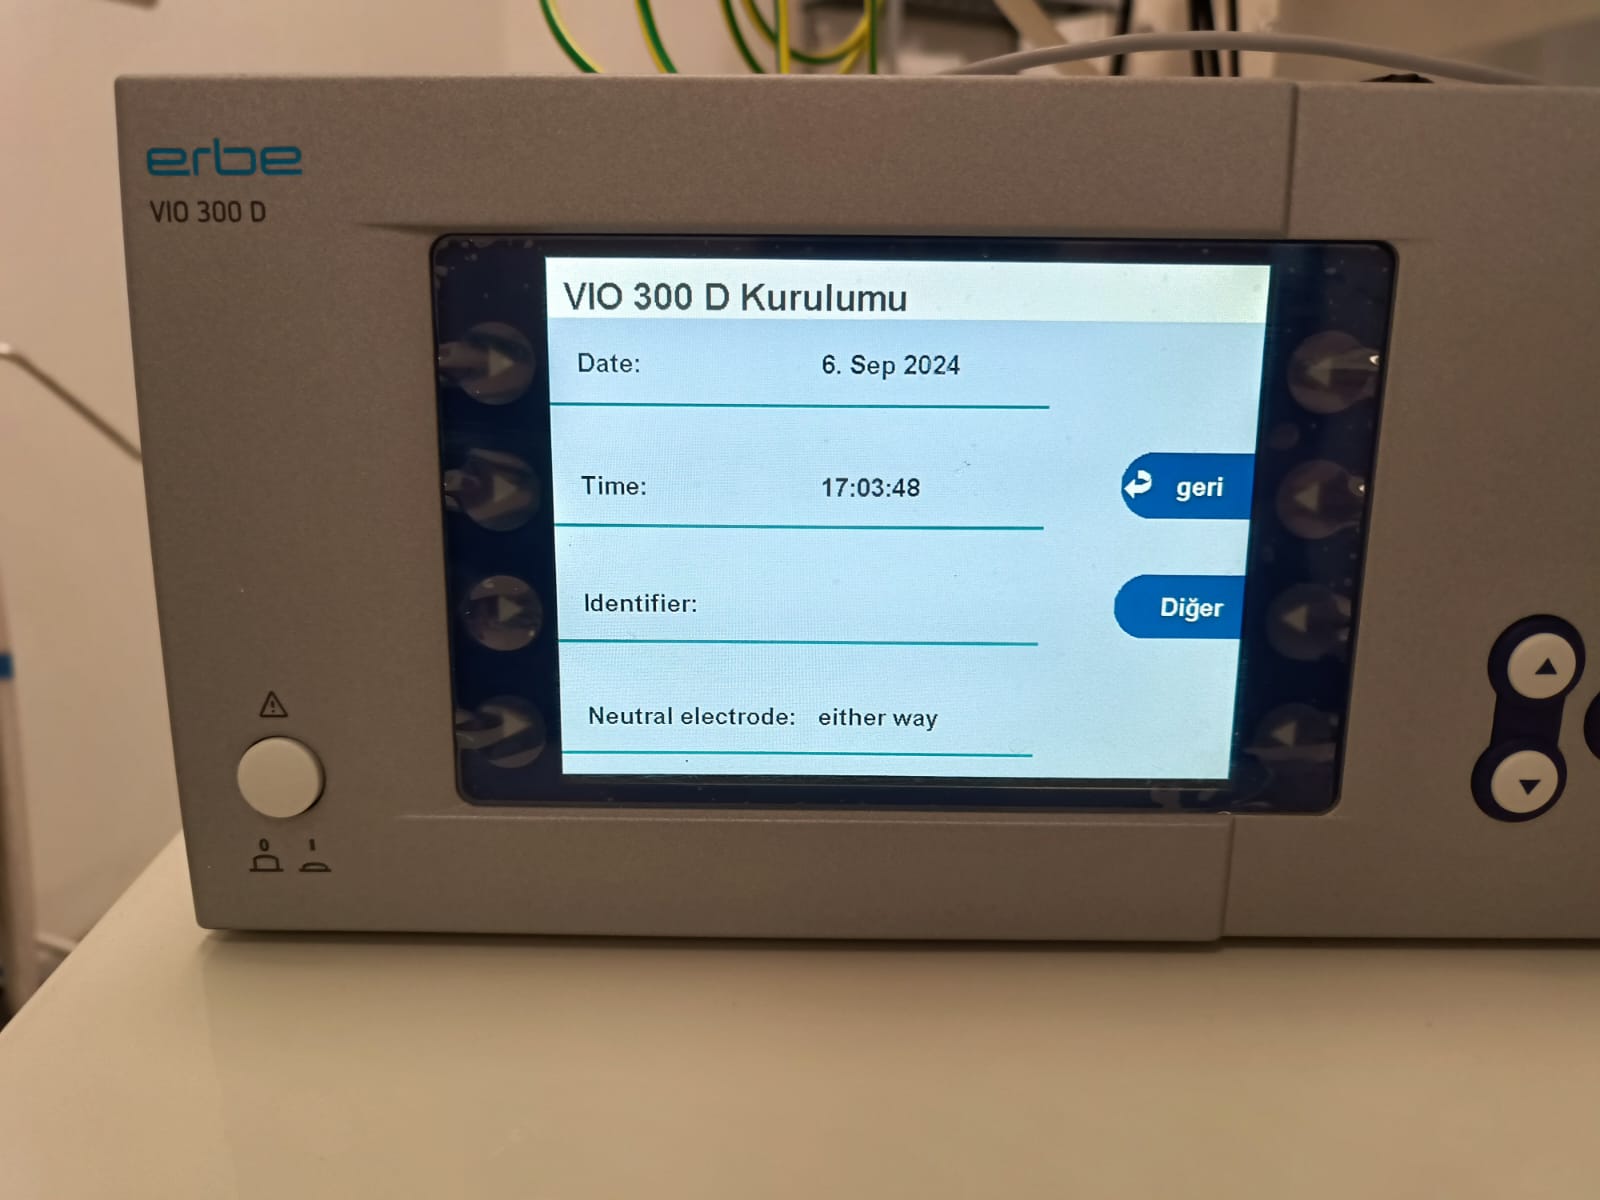 erbe
VIO 300 D
VIO 300 D Kurulumu
Date: 6. Sep 2024
Time: 17:03:48
geri
Identifier:
Diğer
Neutral electrode: either way
0 I